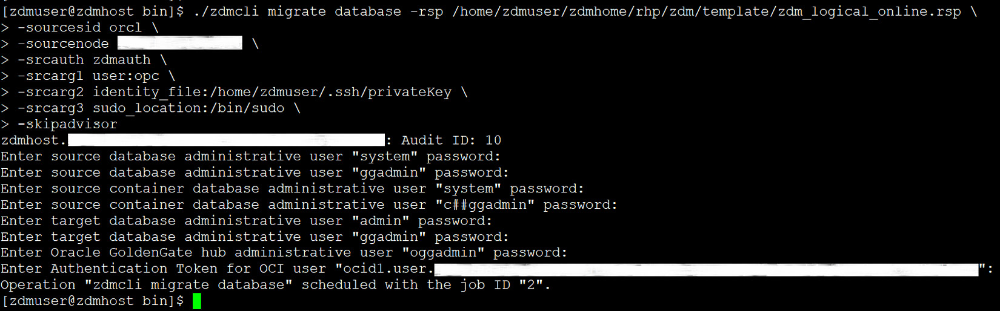 [zdmuser@zdmhost bin]$ ./zdmcli migrate database -rsp /home/zdmuser/zdmhome/rhp/zdm/template/zdm_logical_online.rsp \
> -sourcesid orcl \
> -sourcenode \
> -srcauth zdmauth \
> -srcarg1 user:opc \
> -srcarg2 identity_file:/home/zdmuser/.ssh/privateKey \
> -srcarg3 sudo_location:/bin/sudo \
> -skipadvisor
zdmhost. : Audit ID: 10
Enter source database administrative user "system" password:
Enter source database administrative user "ggadmin" password:
Enter source container database administrative user "system" password:
Enter source container database administrative user "c##ggadmin" password:
Enter target database administrative user "admin" password:
Enter target database administrative user "ggadmin" password:
Enter Oracle GoldenGate hub administrative user "oggadmin" password:
Enter Authentication Token for OCI user "ocid1.user. ":
Operation "zdmcli migrate database" scheduled with the job ID "2".
[zdmuser@zdmhost bin]$